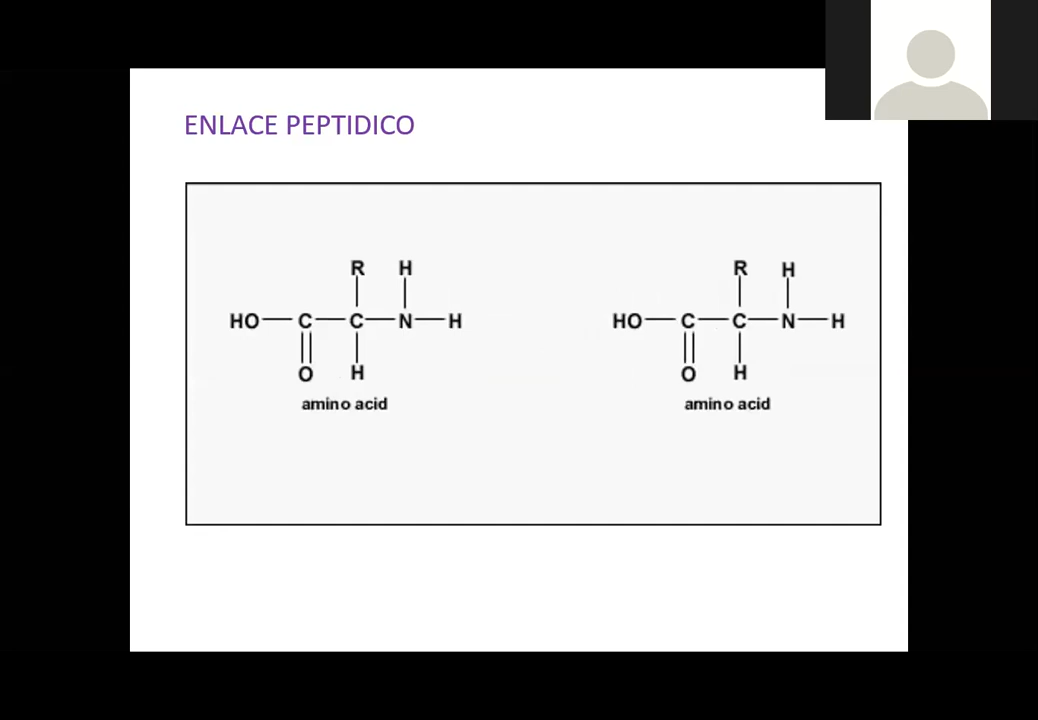 ENLACE PEPTIDICO
R H R H
HO C C N H HO C C N H
O H O H
amino acid amino acid